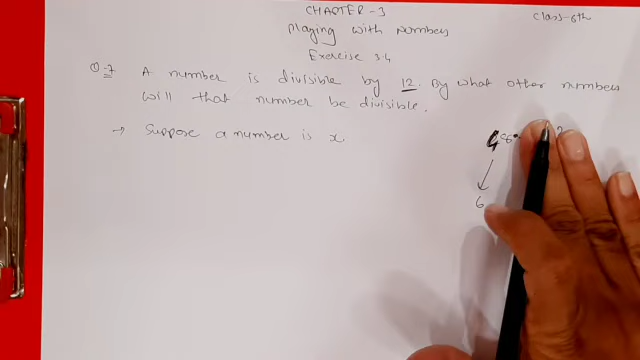 CHAPTER-3
Class-6th
Playing with Numbers
Exercise 3.4
Q-7 A number is divisible by 12. By what other numbers
will that number be divisible.
→ Suppose a number is x.
6